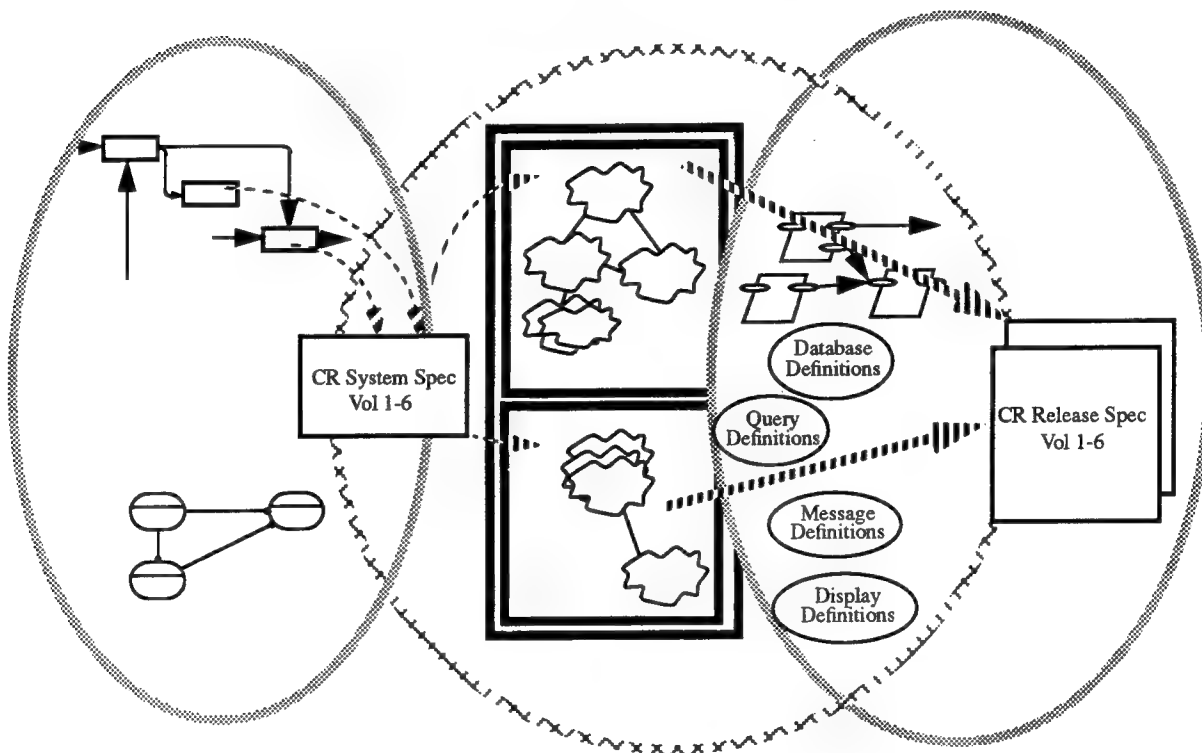 CR System Spec
Vol 1-6
Database
Definitions
Query
Definitions
CR Release Spec
Vol 1-6
Message
Definitions
Display
Definitions